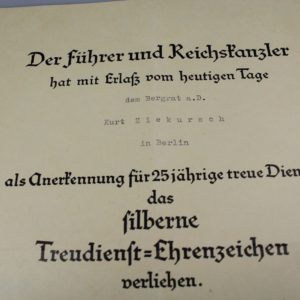 Der Führer und Reichskanzler
hat mit Erlaß vom heutigen Tage
dem Bergrat a.D.
Kurt Ziekursch
in Berlin
als Anerkennung für 25jährige treue Dien
das
silberne
Treudienst=Ehrenzeichen
verliehen.